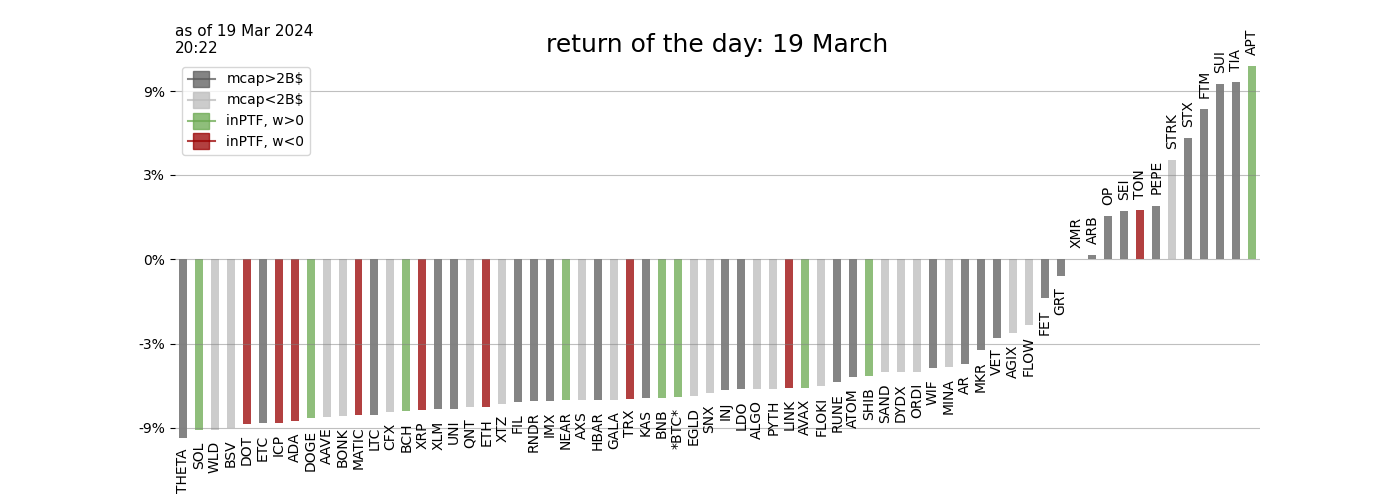 as of 19 Mar 2024
20:22
return of the day: 19 March
mcap>2B$
mcap<2B$
inPTF, w>0
inPTF, w<0
9%
3%
0%
-3%
-9%
THETA
SOL
WLD
BSV
DOT
ETC
ICP
ADA
DOGE
AAVE
BONK
MATIC
LTC
CFX
BCH
XRP
XLM
UNI
QNT
ETH
XTZ
FIL
RNDR
IMX
NEAR
AXS
HBAR
GALA
TRX
KAS
BNB
*BTC*
EGLD
SNX
INJ
LDO
ALGO
PYTH
LINK
AVAX
FLOKI
RUNE
ATOM
SHIB
SAND
DYDX
ORDI
WIF
MINA
AR
MKR
VET
AGIX
FLOW
FET
GRT
XMR
ARB
OP
SEI
TON
PEPE
STRK
STX
FTM
SUI
TIA
APT